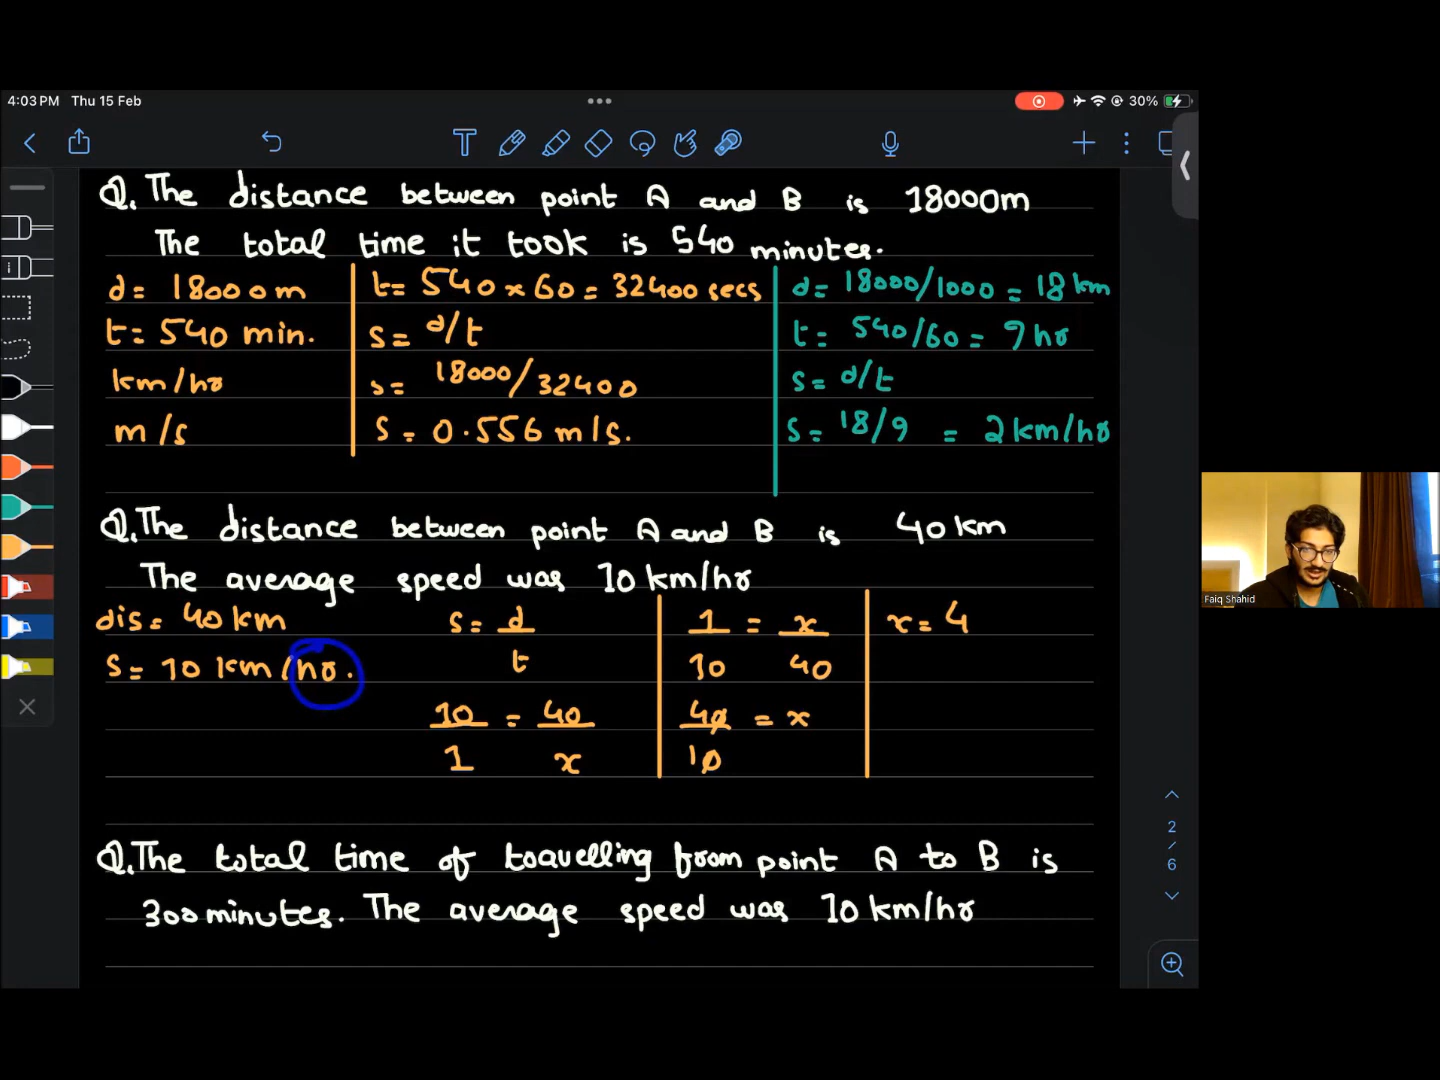 4:03 PM Thu 15 Feb
30%
Q. The distance between point A and B is 18000m
The total time it took is 540 minutes.
d = 18000m
t = 540 min.
km/hr
m/s
t = 540 x 60 = 32400 secs
s = d/t
s = 18000/32400
s = 0.556 m/s.
d = 18000/1000 = 18 km
t = 540/60 = 9 hr
s = d/t
s = 18/9 = 2 km/hr
Q. The distance between point A and B is 40 km
The average speed was 10 km/hr
dis = 40 km
s = 10 km/hr.
s = d
t
10 = 40
1 x
1 = x
10 40
40 = x
10
x = 4
Q. The total time of travelling from point A to B is
300 minutes. The average speed was 10 km/hr
2
/
6
Faiq Shahid